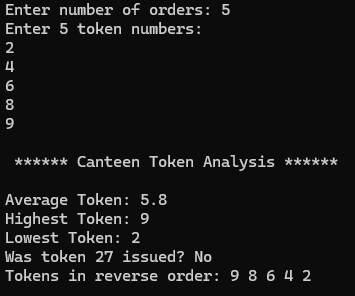 Enter number of orders: 5
Enter 5 token numbers:
2
4
6
8
9
****** Canteen Token Analysis ******
Average Token: 5.8
Highest Token: 9
Lowest Token: 2
Was token 27 issued? No
Tokens in reverse order: 9 8 6 4 2